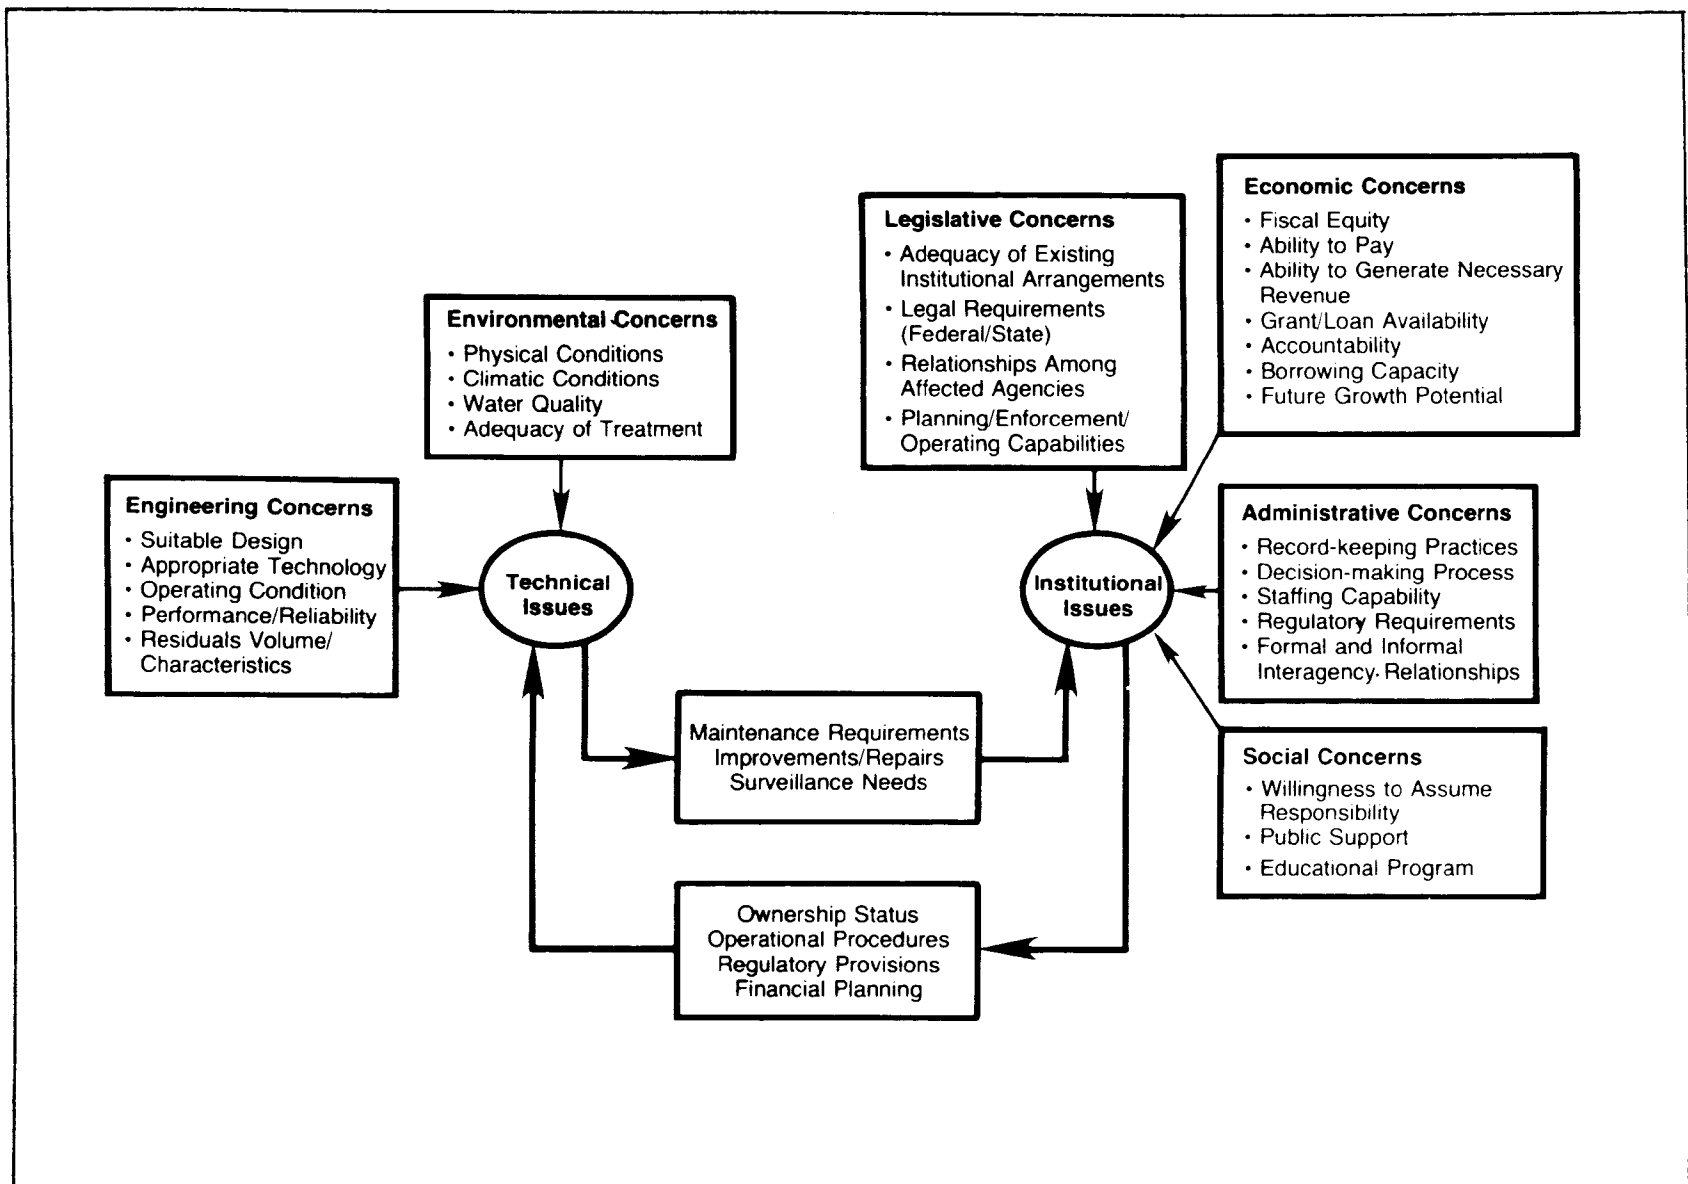 Economic Concerns
• Fiscal Equity
• Ability to Pay
• Ability to Generate Necessary
Revenue
• Grant/Loan Availability
• Accountability
• Borrowing Capacity
• Future Growth Potential
Legislative Concerns
• Adequacy of Existing
Institutional Arrangements
• Legal Requirements
(Federal/State)
• Relationships Among
Affected Agencies
• Planning/Enforcement/
Operating Capabilities
Environmental Concerns
• Physical Conditions
• Climatic Conditions
• Water Quality
• Adequacy of Treatment
Engineering Concerns
• Suitable Design
• Appropriate Technology
• Operating Condition
• Performance/Reliability
• Residuals Volume/
Characteristics
Technical
Issues
Institutional
Issues
Administrative Concerns
• Record-keeping Practices
• Decision-making Process
• Staffing Capability
• Regulatory Requirements
• Formal and Informal
Interagency Relationships
Maintenance Requirements
Improvements/Repairs
Surveillance Needs
Social Concerns
• Willingness to Assume
Responsibility
• Public Support
• Educational Program
Ownership Status
Operational Procedures
Regulatory Provisions
Financial Planning